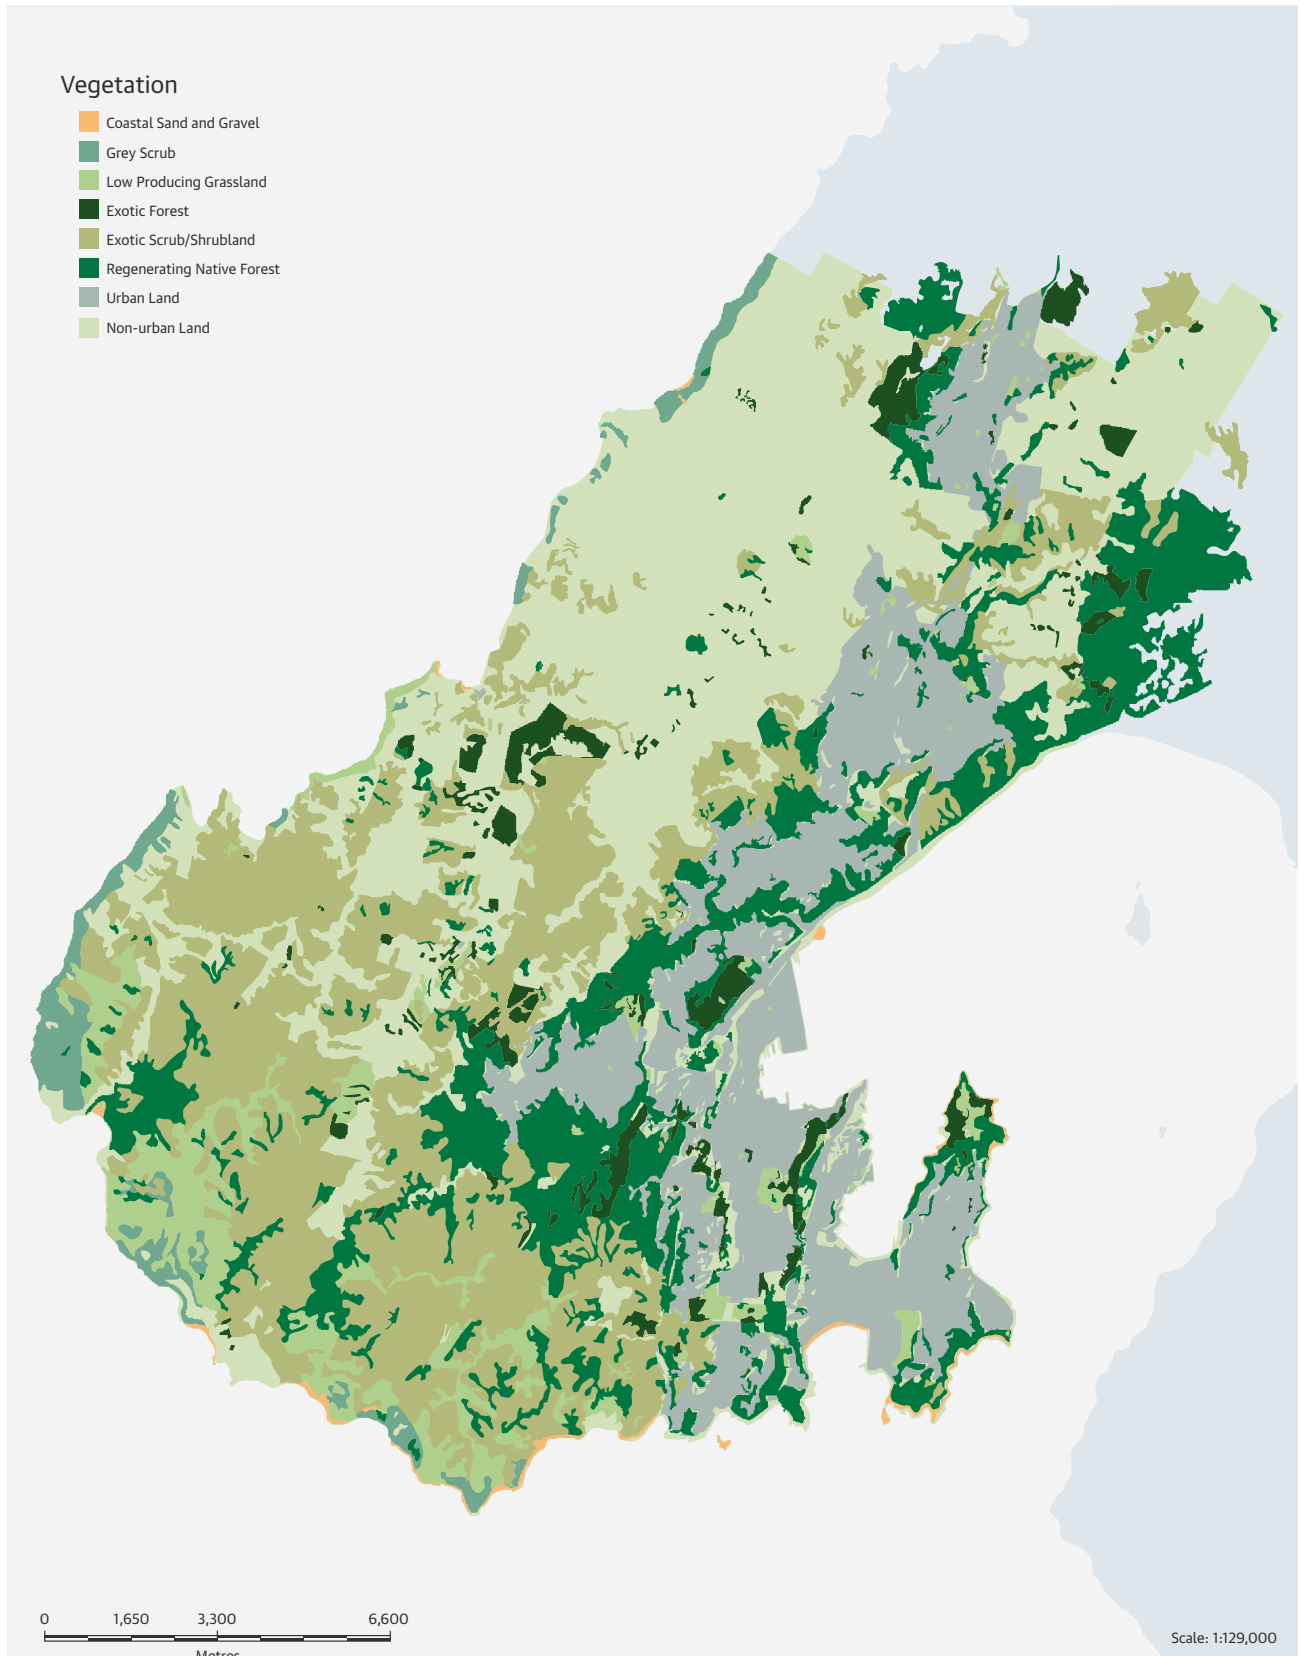 Vegetation
Coastal Sand and Gravel
Grey Scrub
Low Producing Grassland
Exotic Forest
Exotic Scrub/Shrubland
Regenerating Native Forest
Urban Land
Non-urban Land
0 1,650 3,300 6,600
Metres
Scale: 1:129,000